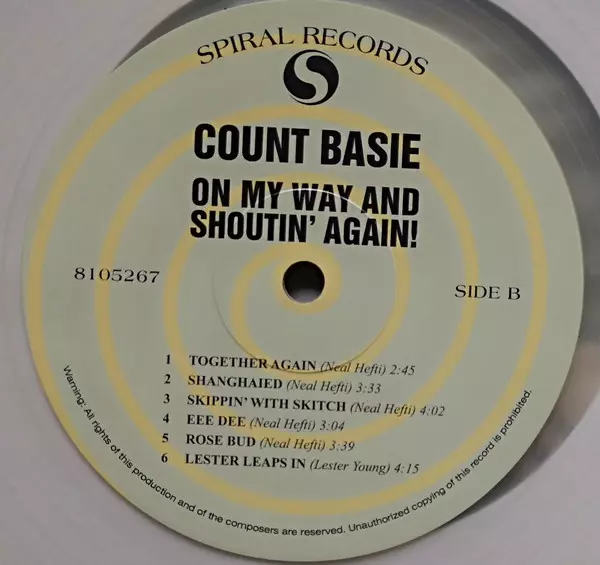 SPIRAL RECORDS
S
COUNT BASIE
ON MY WAY AND
SHOUTIN' AGAIN!
8105267
SIDE B
1 TOGETHER AGAIN (Neal Hefti) 2:45
2 SHANGHAIED (Neal Hefti) 3:33
3 SKIPPIN' WITH SKITCH (Neal Hefti) 4:02
4 EEE DEE (Neal Hefti) 3:04
5 ROSE BUD (Neal Hefti) 3:39
6 LESTER LEAPS IN (Lester Young) 4:15
Warning: All rights of this production and of the composers are reserved. Unauthorized copying of this record is prohibited.